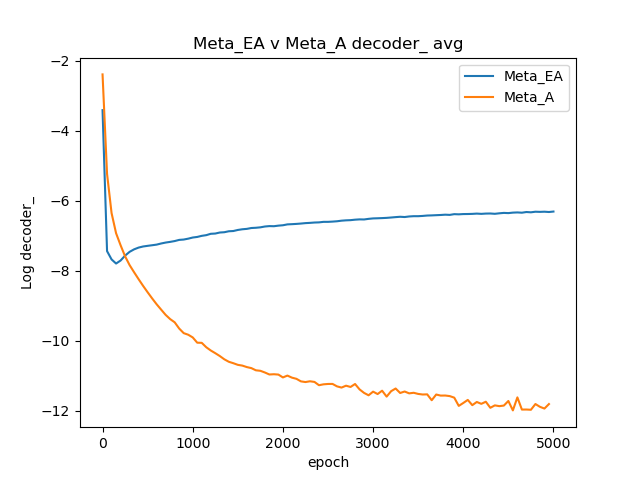 Meta_EA v Meta_A decoder_ avg
Meta_EA
Meta_A
Log decoder_
−2
−4
−6
−8
−10
−12
0
1000
2000
3000
4000
5000
epoch